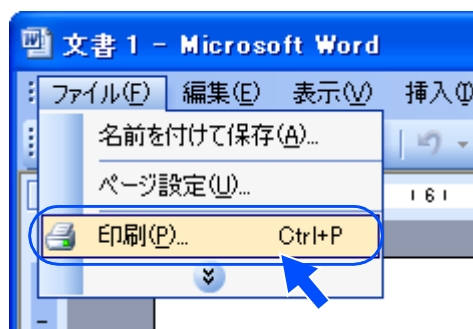 文書 1 - Microsoft Word
ファイル(F) 編集(E) 表示(V) 挿入(I
名前を付けて保存(A)...
ページ設定(U)...
6
印刷(P)... Ctrl+P